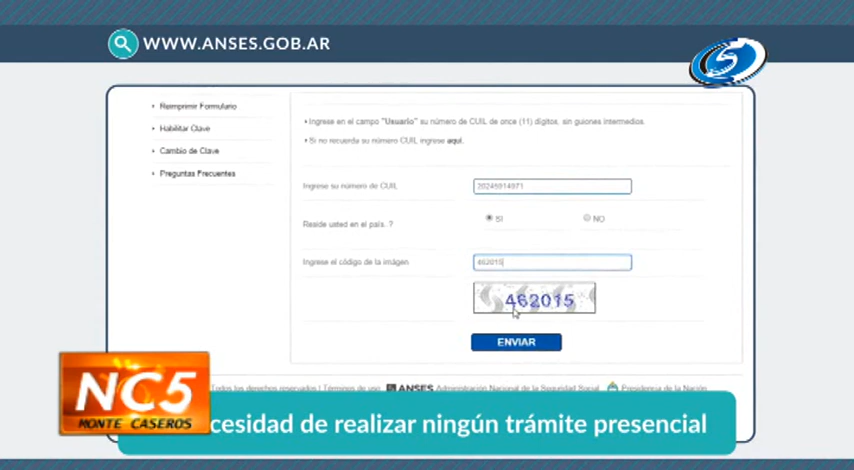 WWW.ANSES.GOB.AR
5
Reimprimir Formulario
Habilitar Clave
Cambio de Clave
Preguntas Frecuentes
Ingrese en el campo "Usuario" su número de CUIL de once (11) dígitos, sin guiones intermedios.
Si no recuerda su número CUIL ingrese aquí.
Ingrese su número de CUIL
Reside usted en el país..?
SI
NO
Ingrese el código de la imágen
462015
462015
ENVIAR
Todos los derechos reservados | Términos de uso
ANSES Administración Nacional de la Seguridad Social
Presidencia de la Nación
NC5
MONTE CASEROS
cesidad de realizar ningún trámite presencial